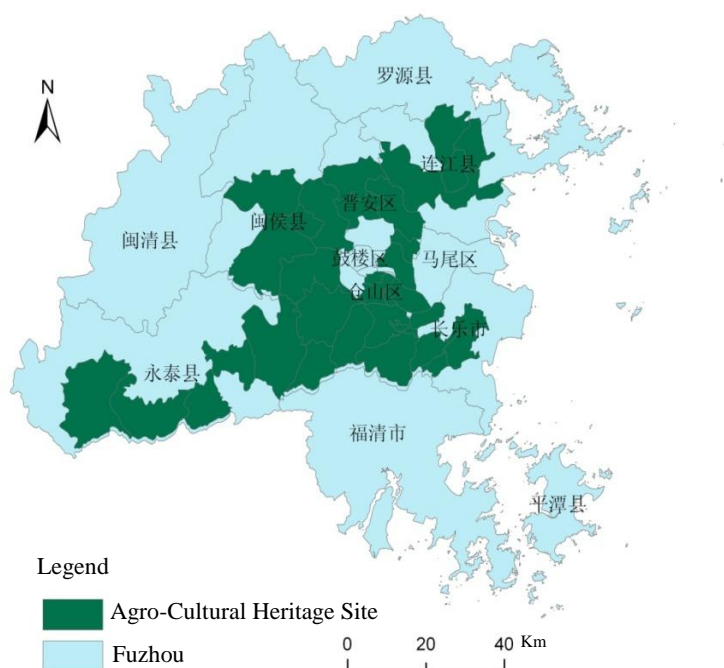 N
罗源县
连江县
晋安区
闽侯县
闽清县
鼓楼区
马尾区
仓山区
长乐市
永泰县
福清市
平潭县
Legend
Agro-Cultural Heritage Site
Fuzhou
0 20 40 Km